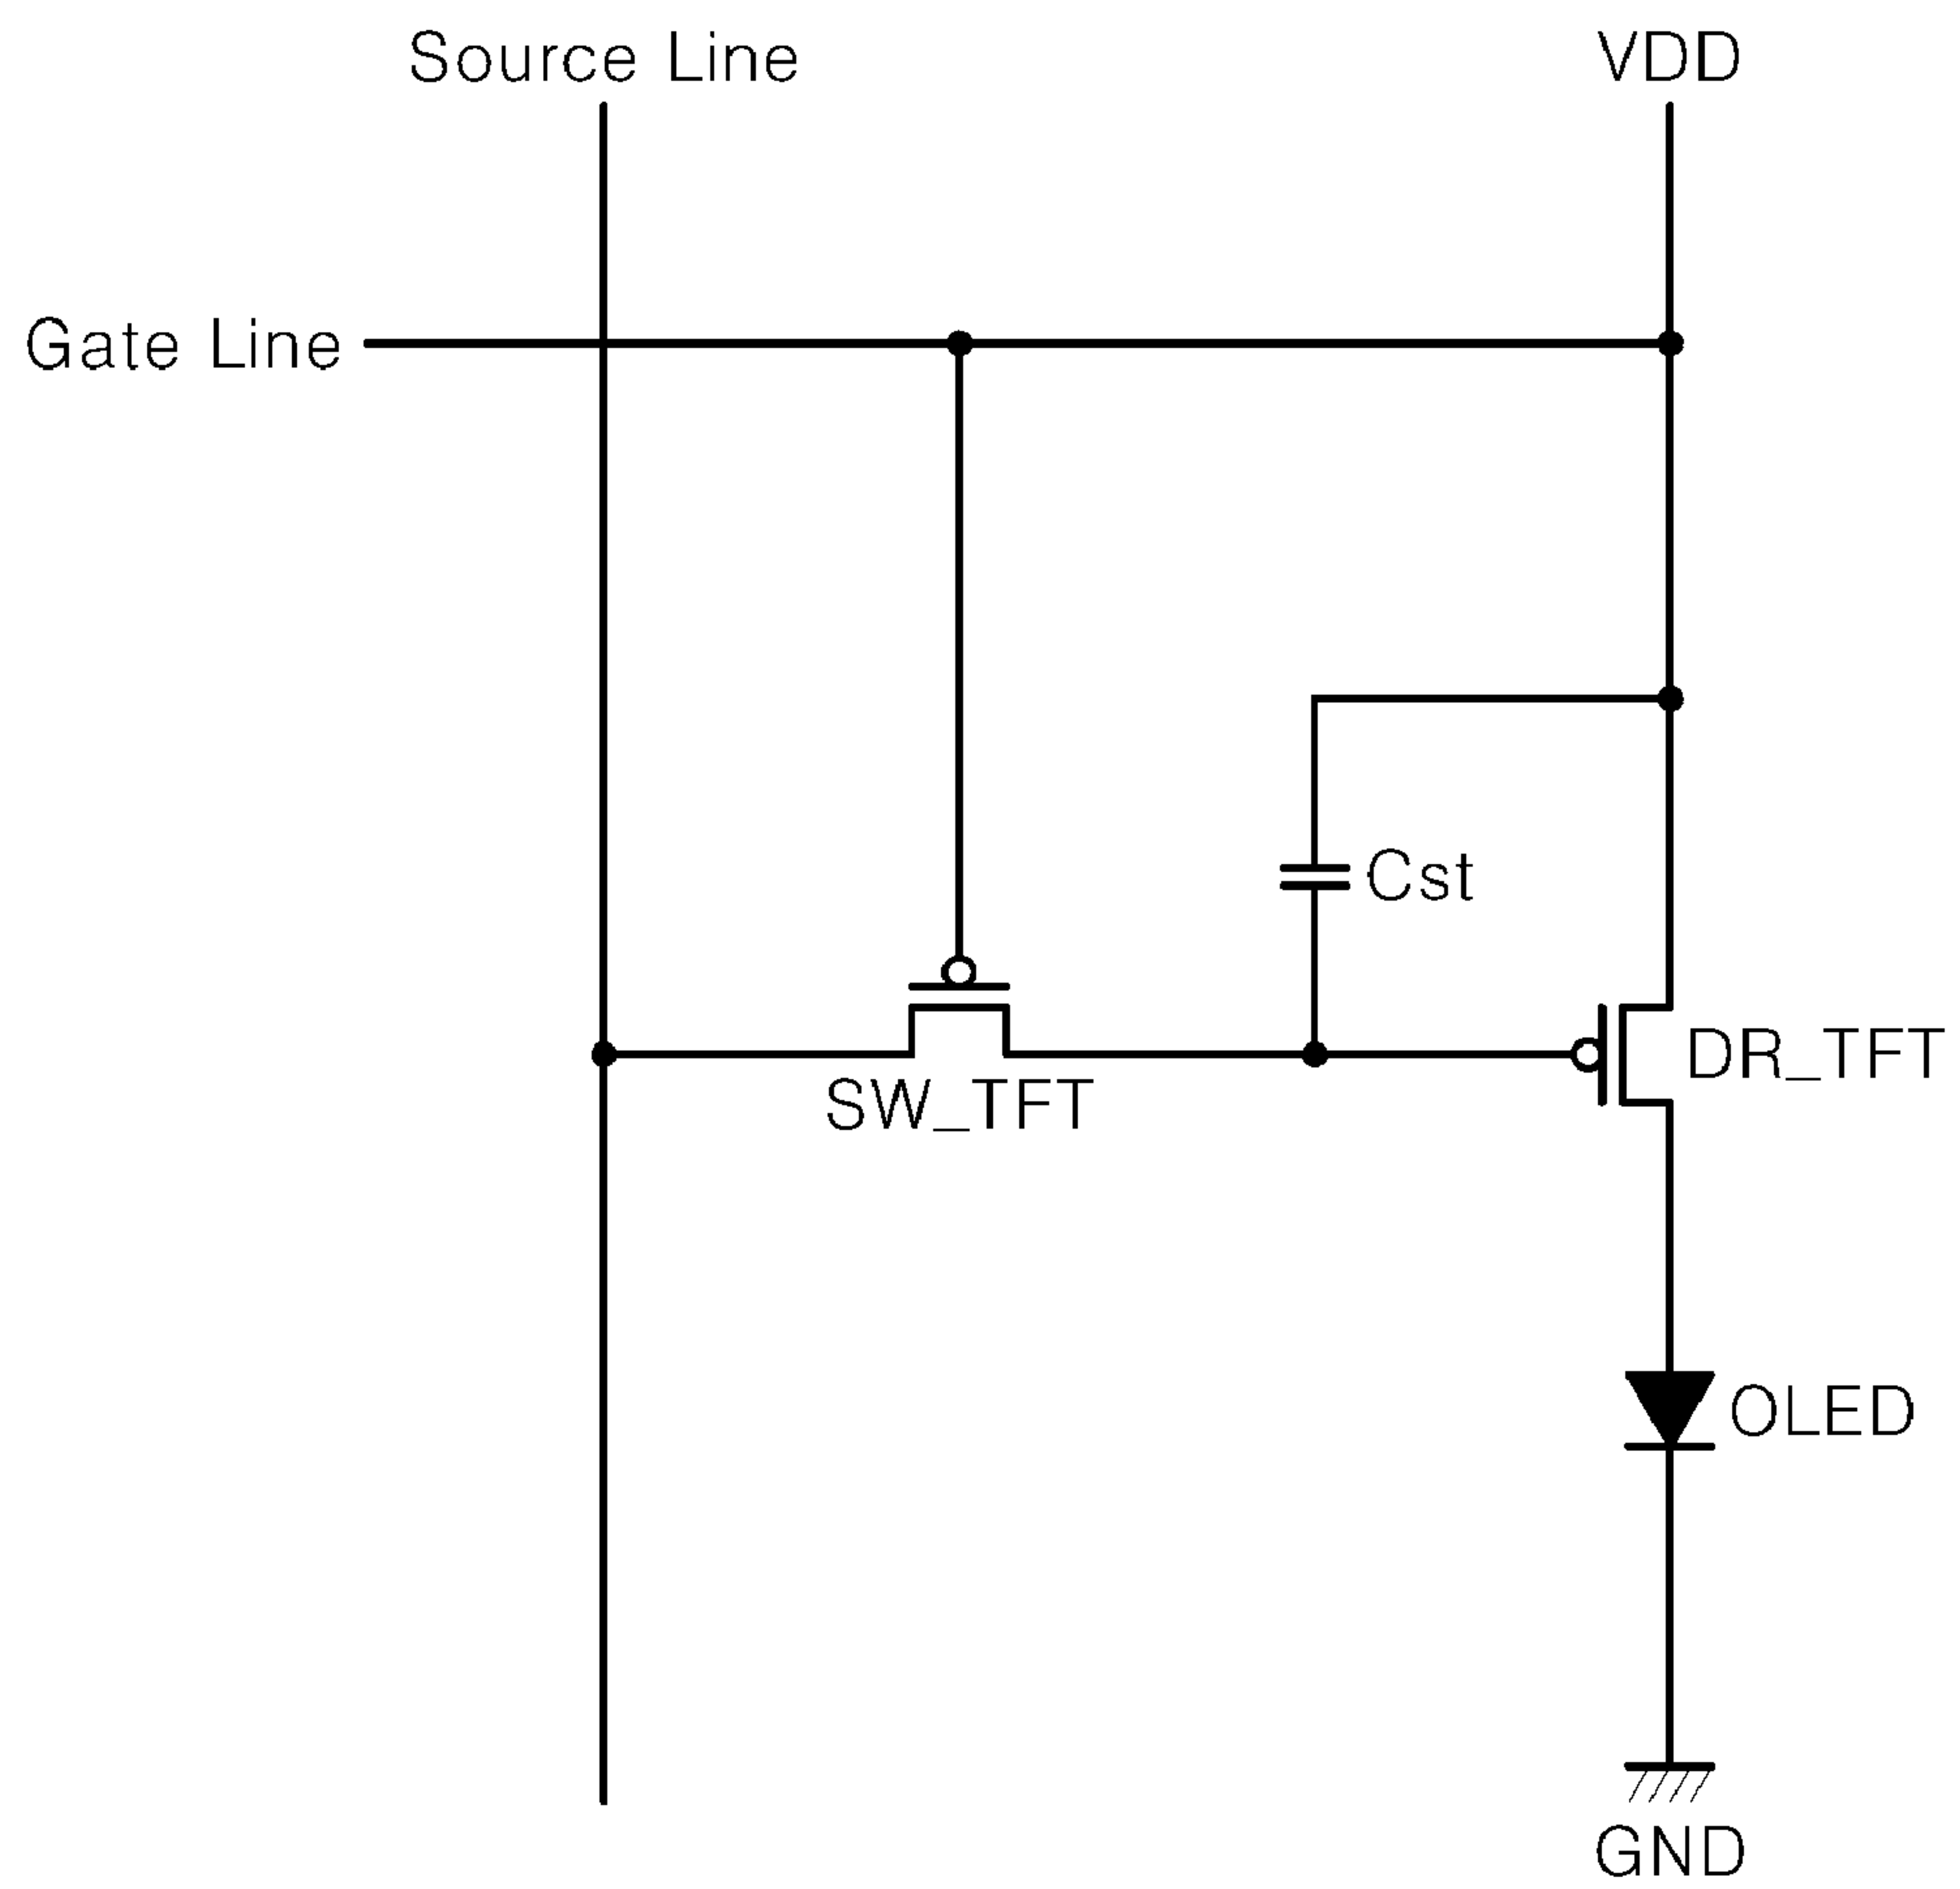 Source Line
VDD
Gate Line
Cst
DR_TFT
SW_TFT
OLED
GND